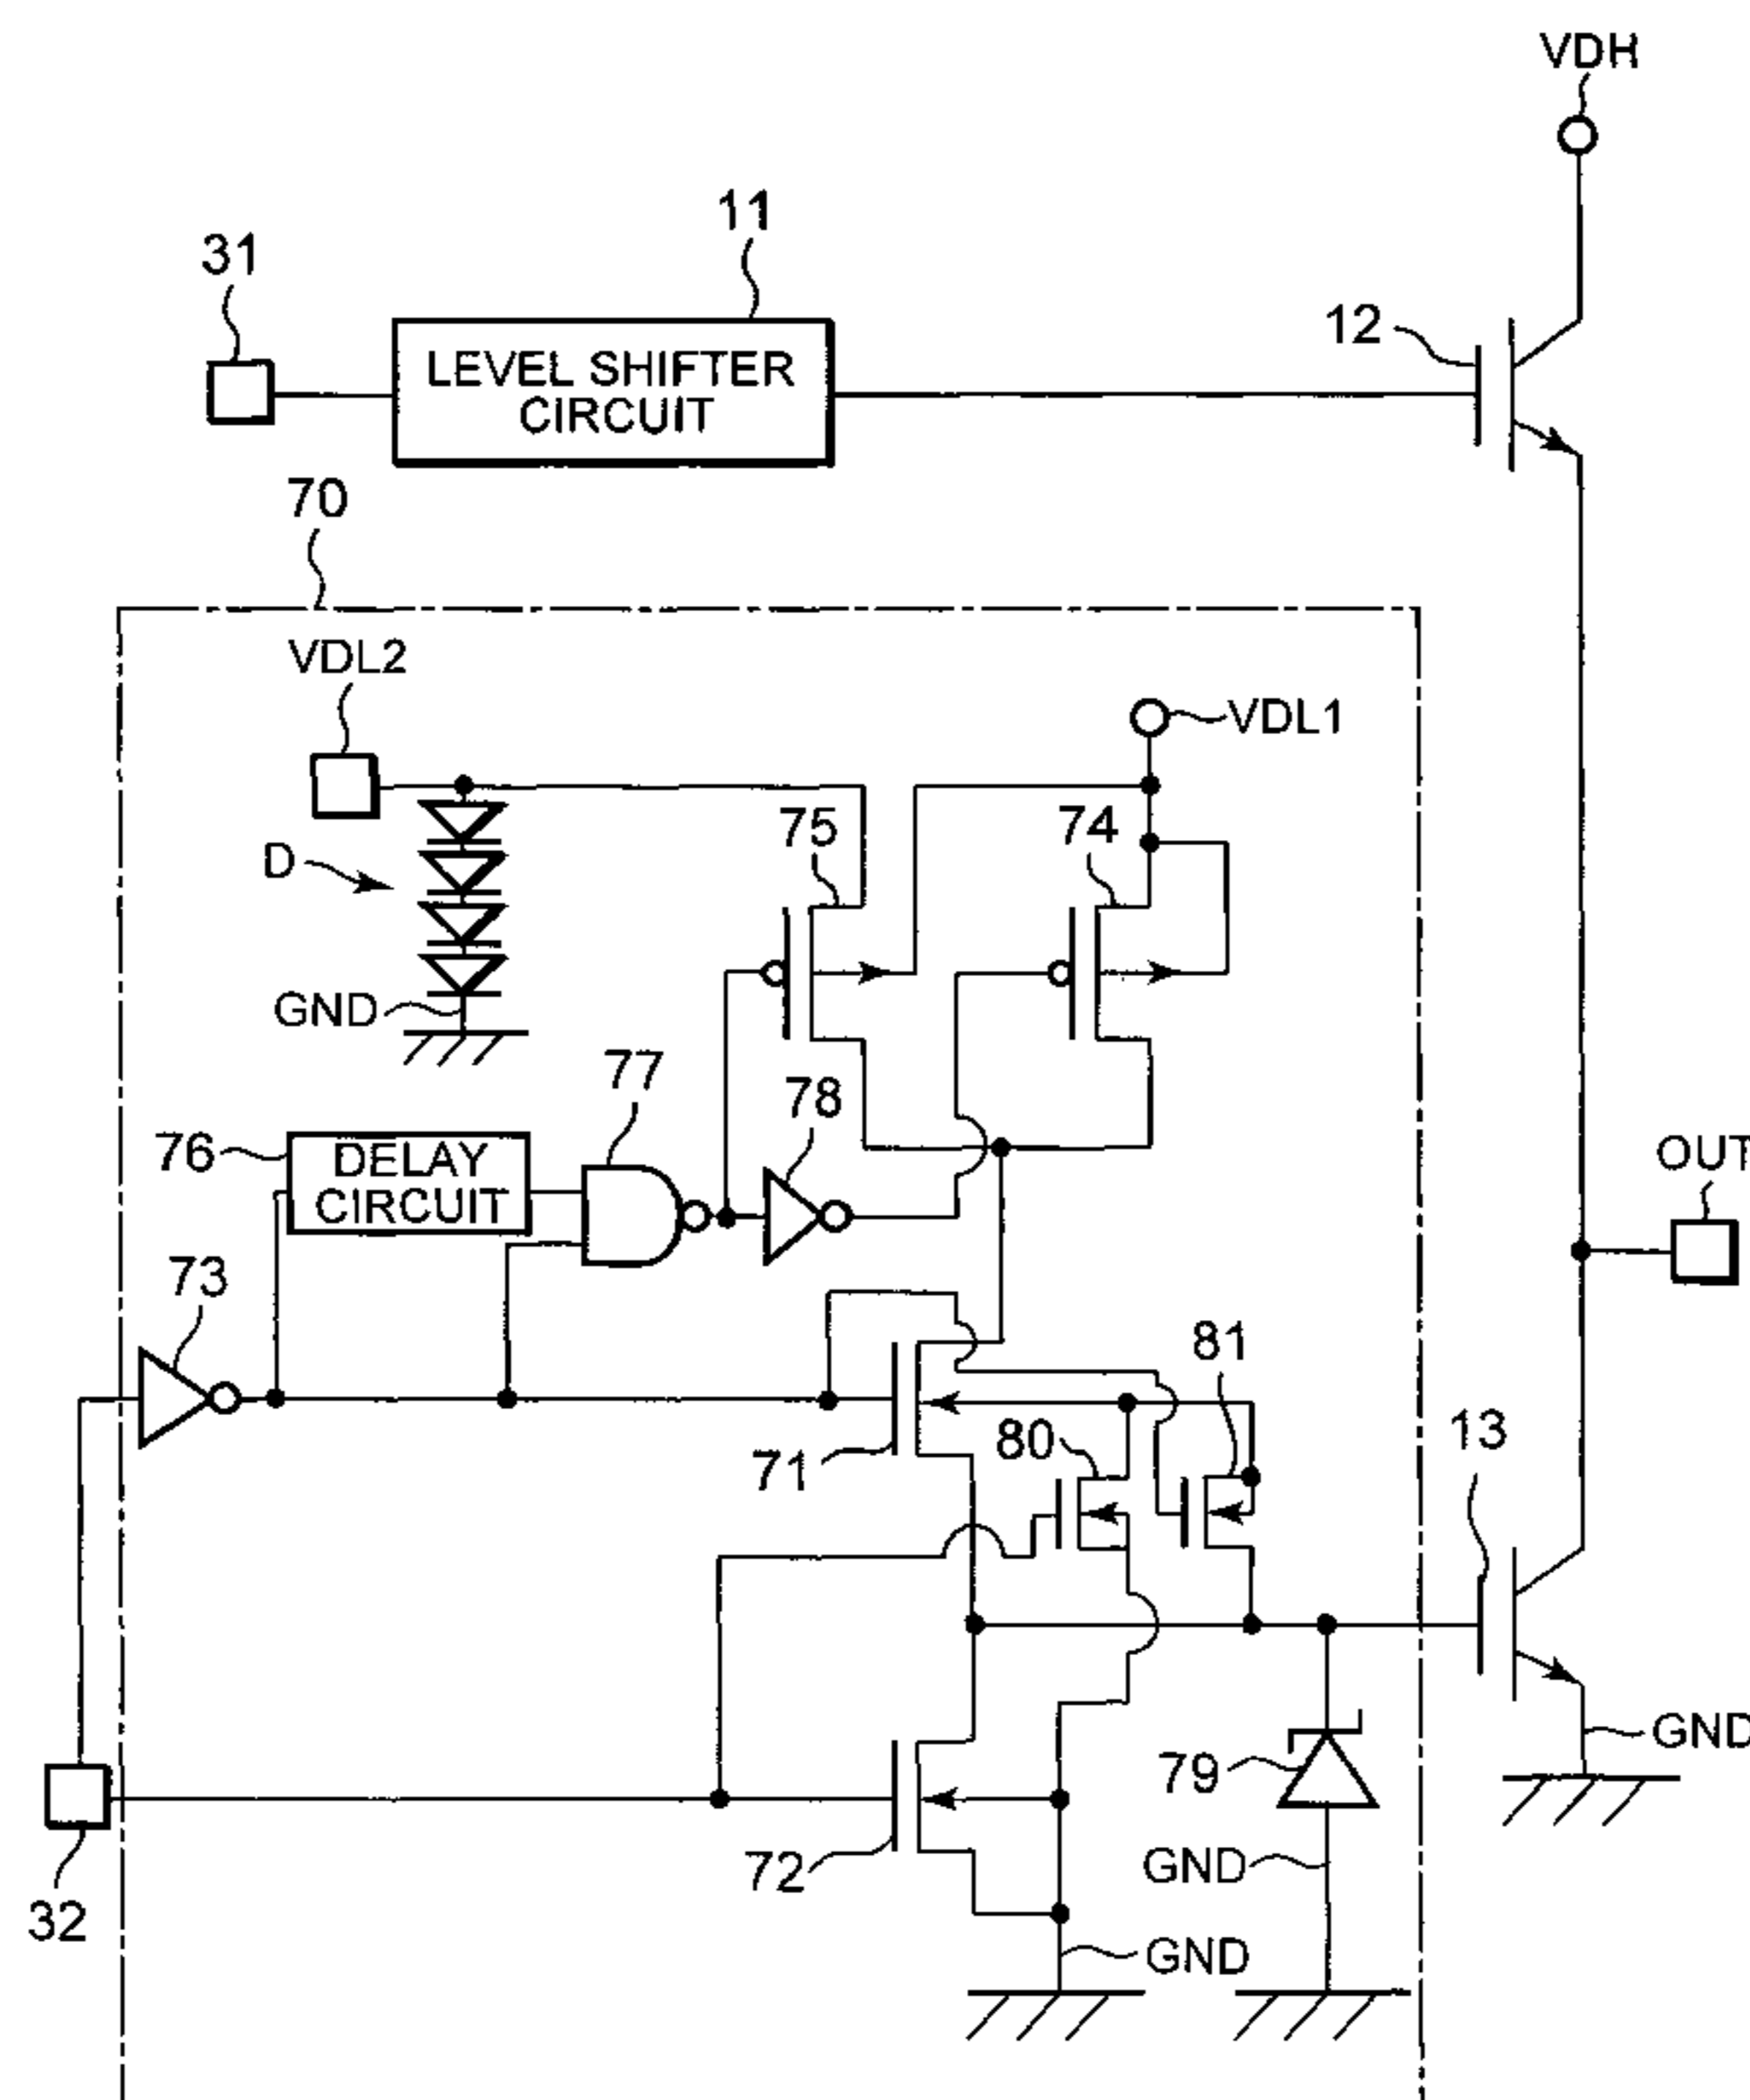 VDH
11
31
12
LEVEL SHIFTER
CIRCUIT
70
VDL2
VDL1
75
74
D
GND
77
78
76
DELAY
CIRCUIT
OUT
73
81
80
13
71
GND
79
72
GND
32
GND